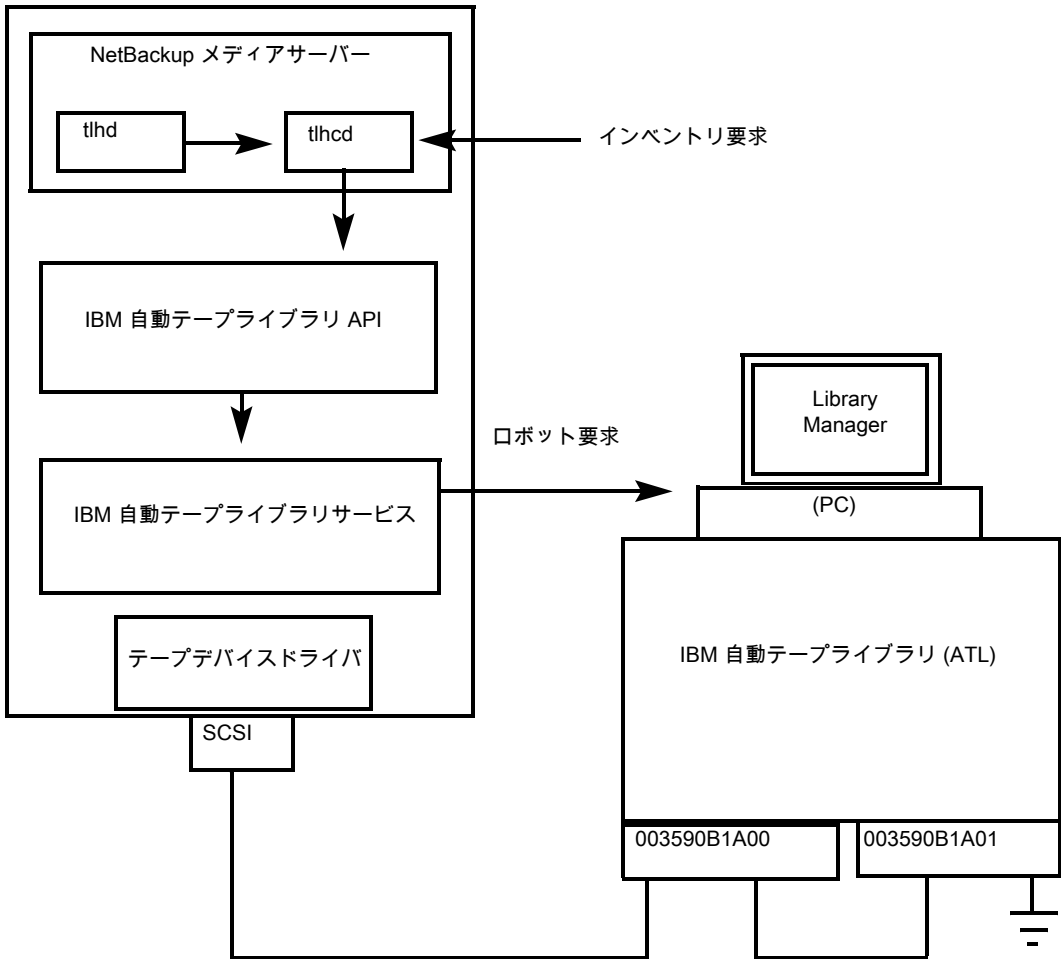 NetBackup メディアサーバー
tlhd
tlhcd
インベントリ要求
IBM 自動テープライブラリ API
ロボット要求
IBM 自動テープライブラリサービス
Library
Manager
(PC)
テープデバイスドライバ
IBM 自動テープライブラリ (ATL)
SCSI
003590B1A00
003590B1A01